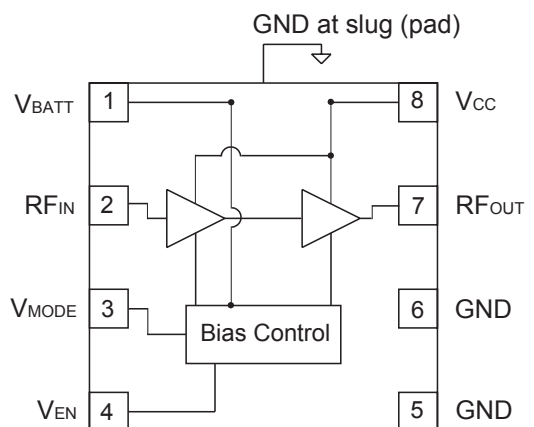 GND at slug (pad)
VBATT 1
8 VCC
RFIN 2
7 RFOUT
VMODE 3
6 GND
Bias Control
VEN 4
5 GND